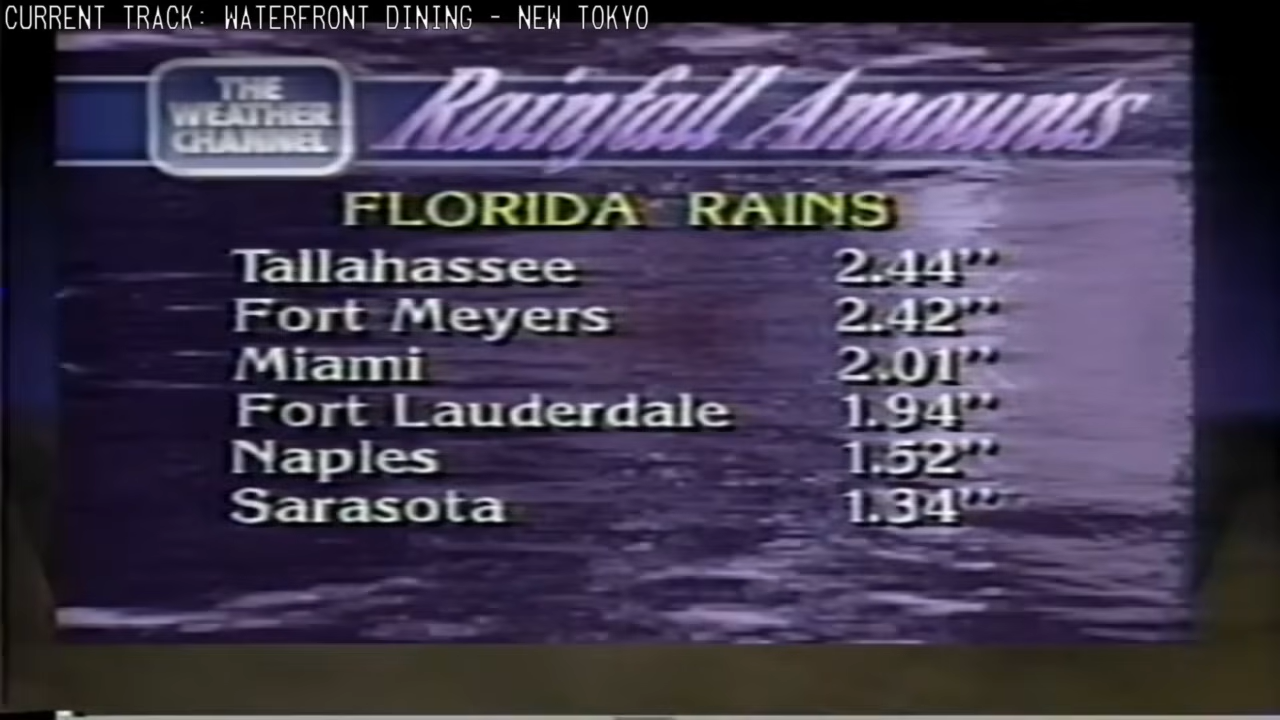 CURRENT TRACK: WATERFRONT DINING - NEW TOKYO
THE
WEATHER
CHANNEL
Rainfall Amounts
FLORIDA RAINS
Tallahassee 2.44"
Fort Meyers 2.42"
Miami 2.01"
Fort Lauderdale 1.94"
Naples 1.52"
Sarasota 1.34"